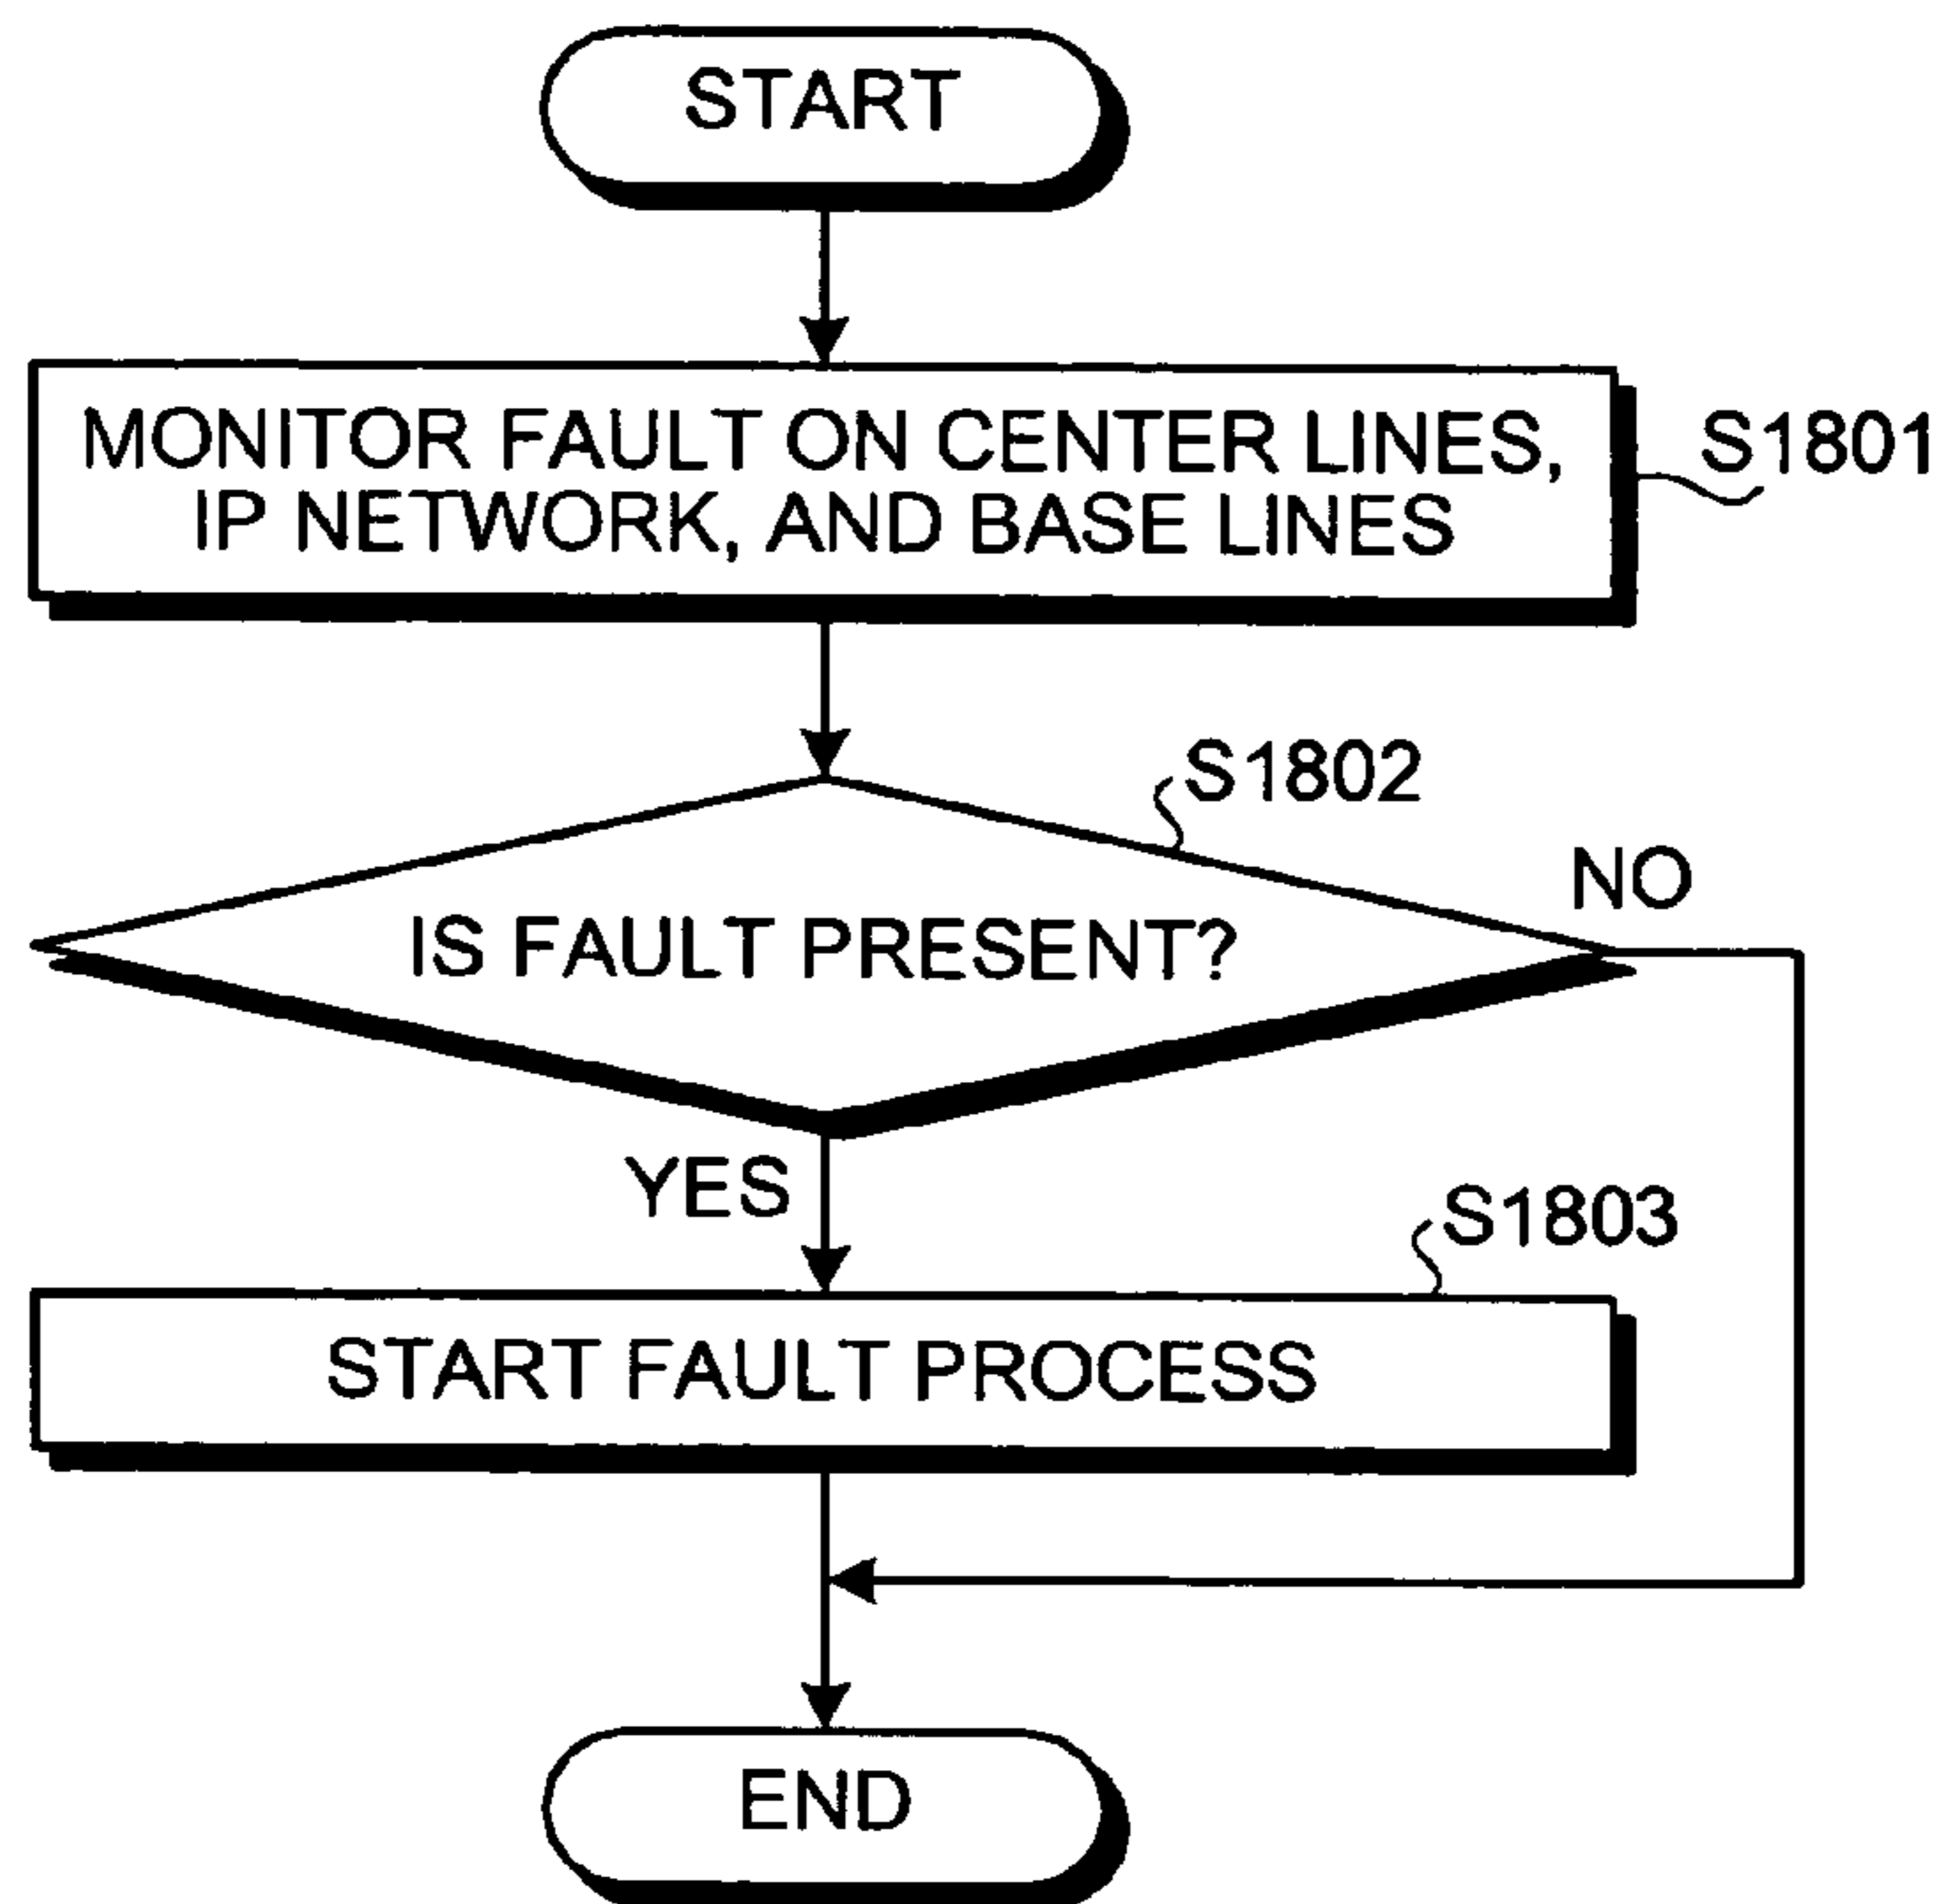 START
MONITOR FAULT ON CENTER LINES,
IP NETWORK, AND BASE LINES
S1801
S1802
IS FAULT PRESENT?
NO
YES
S1803
START FAULT PROCESS
END